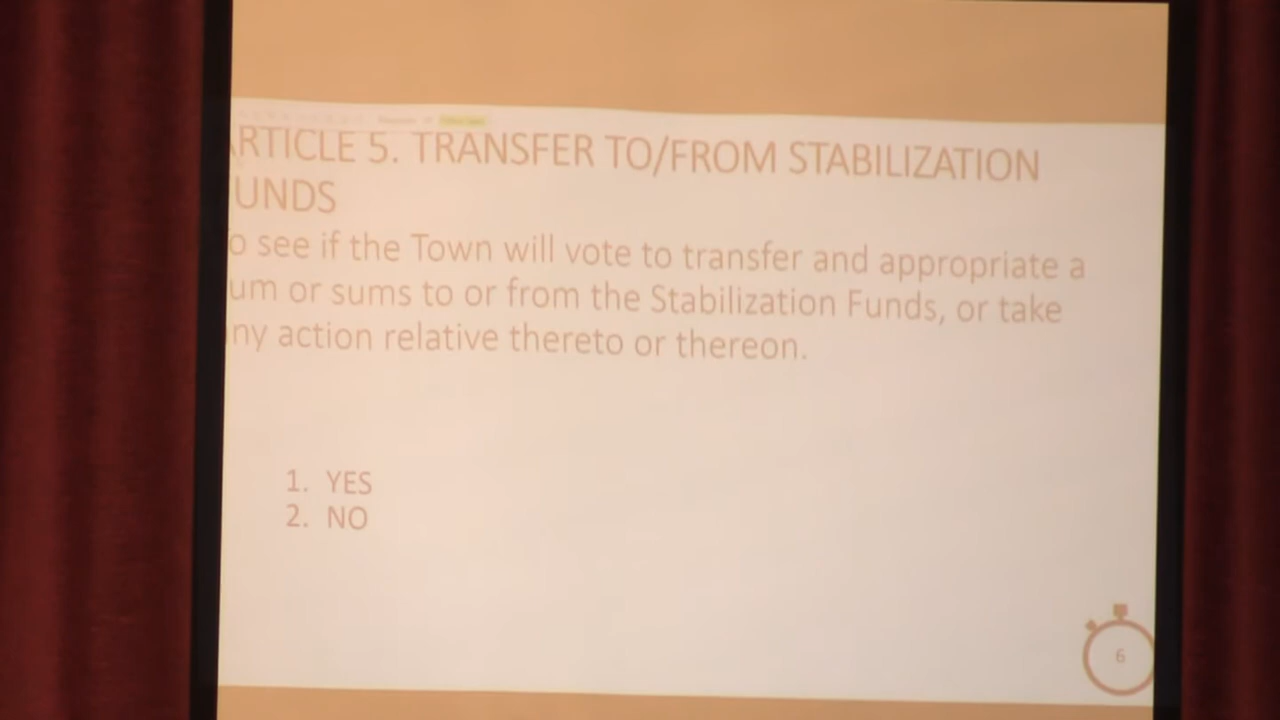 ARTICLE 5. TRANSFER TO/FROM STABILIZATION
UNDS
o see if the Town will vote to transfer and appropriate a
um or sums to or from the Stabilization Funds, or take
ny action relative thereto or thereon.
1. YES
2. NO
6